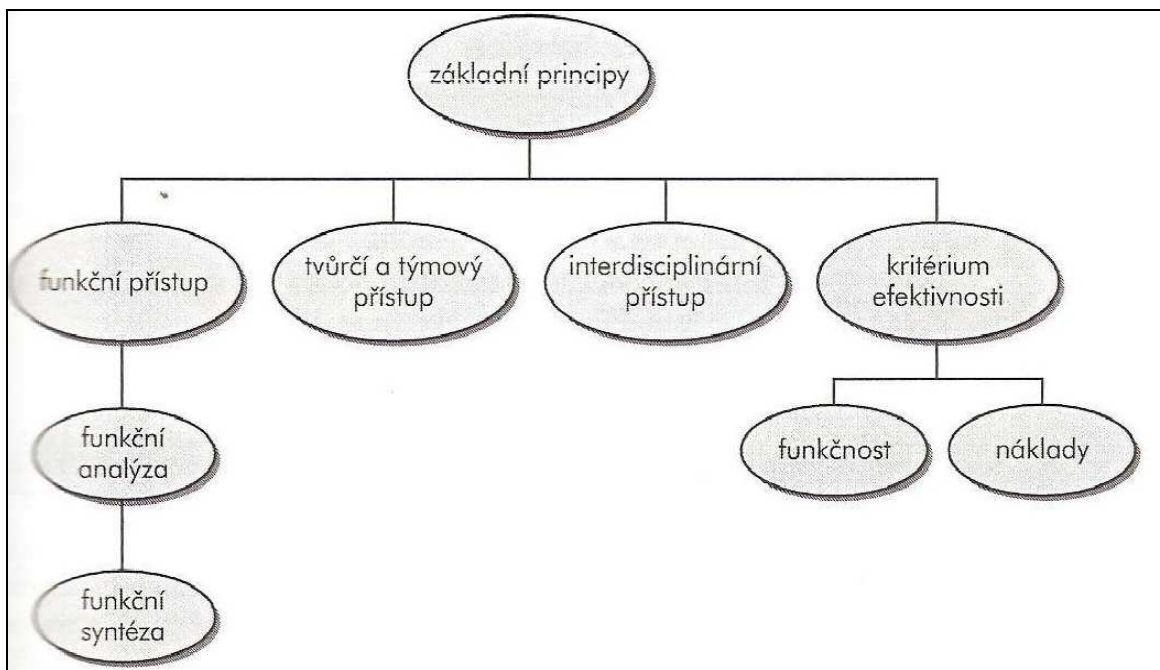 základní principy
funkční přístup
tvůrčí a týmový
přístup
interdisciplinární
přístup
kritérium
efektivnosti
funkční
analýza
funkčnost
náklady
funkční
syntéza